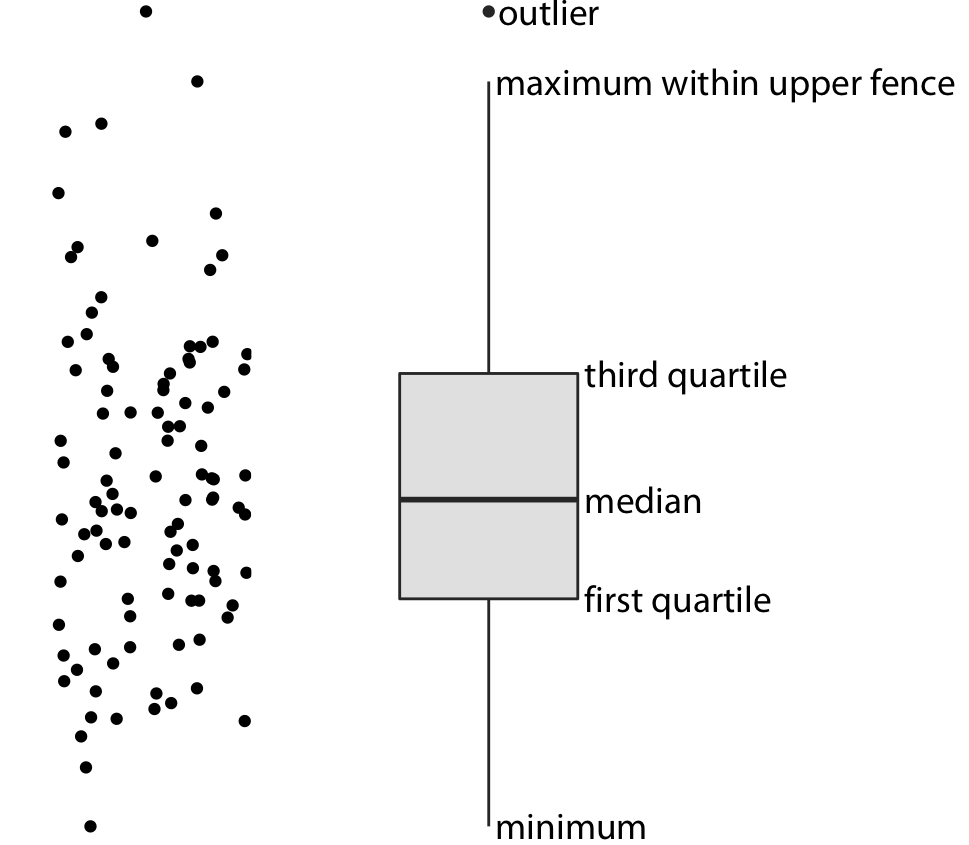 outlier
maximum within upper fence
third quartile
median
first quartile
minimum